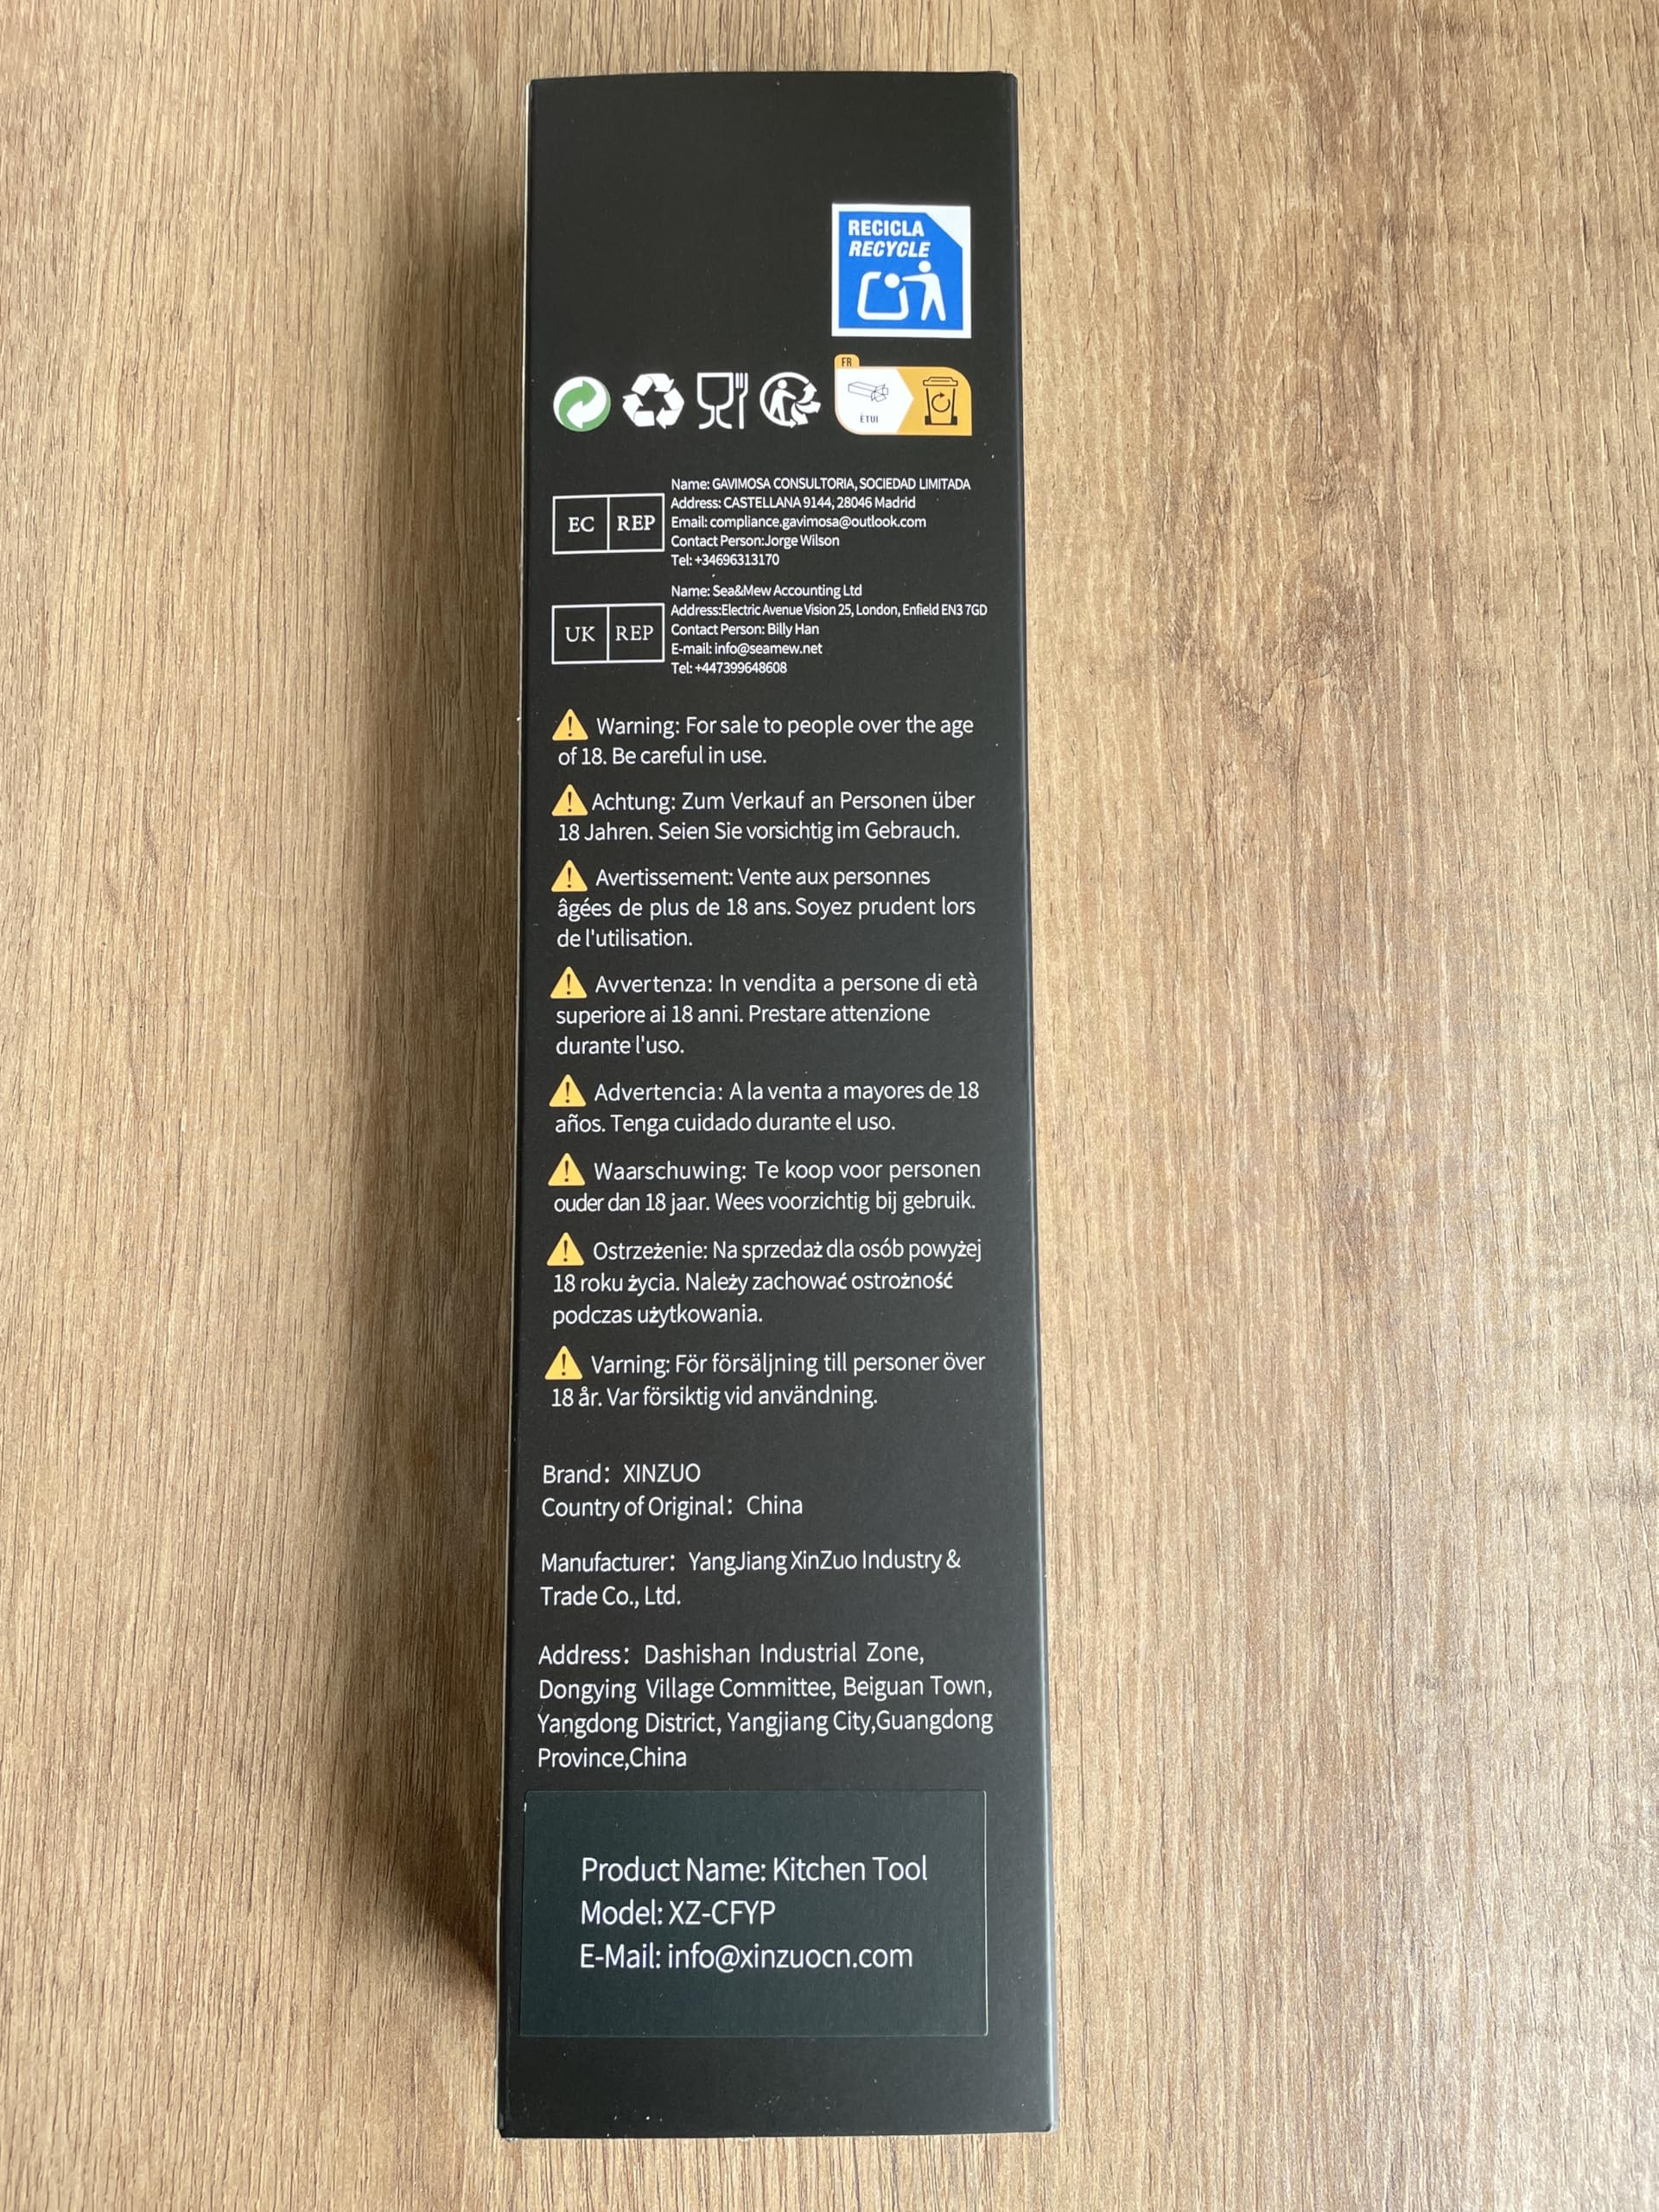 RECICLA
RECYCLE
FR
ÉTUI
Name: GAVIMOSA CONSULTORIA, SOCIEDAD LIMITADA
Address: CASTELLANA 9144, 28046 Madrid
EC REP
Email: compliance.gavimosa@outlook.com
Contact Person:Jorge Wilson
Tel: +34696313170
Name: Sea&Mew Accounting Ltd
Address:Electric Avenue Vision 25, London, Enfield EN3 7GD
UK REP
Contact Person: Billy Han
E-mail: info@seamew.net
Tel: +447399648608
Warning: For sale to people over the age
of 18. Be careful in use.
Achtung: Zum Verkauf an Personen über
18 Jahren. Seien Sie vorsichtig im Gebrauch.
Avertissement: Vente aux personnes
âgées de plus de 18 ans. Soyez prudent lors
de l'utilisation.
Avvertenza: In vendita a persone di età
superiore ai 18 anni. Prestare attenzione
durante l'uso.
Advertencia: A la venta a mayores de 18
años. Tenga cuidado durante el uso.
Waarschuwing: Te koop voor personen
ouder dan 18 jaar. Wees voorzichtig bij gebruik.
Ostrzeżenie: Na sprzedaż dla osób powyżej
18 roku życia. Należy zachować ostrożność
podczas użytkowania.
Varning: För försäljning till personer över
18 år. Var försiktig vid användning.
Brand: XINZUO
Country of Original: China
Manufacturer: YangJiang XinZuo Industry &
Trade Co., Ltd.
Address: Dashishan Industrial Zone,
Dongying Village Committee, Beiguan Town,
Yangdong District, Yangjiang City,Guangdong
Province,China
Product Name: Kitchen Tool
Model: XZ-CFYP
E-Mail: info@xinzuocn.com